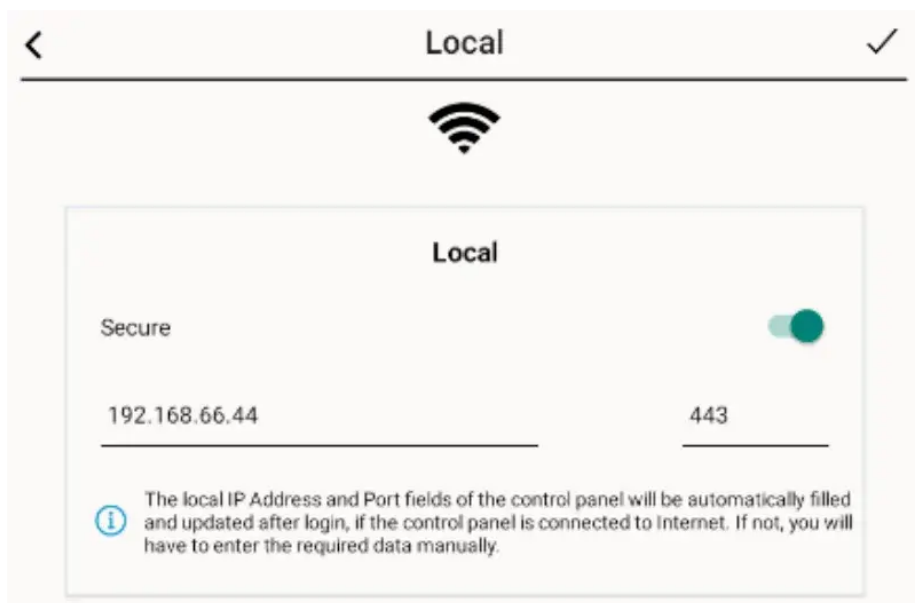 Local
Local
Secure
192.168.66.44
443
The local IP Address and Port fields of the control panel will be automatically filled
and updated after login, if the control panel is connected to Internet. If not, you will
have to enter the required data manually.